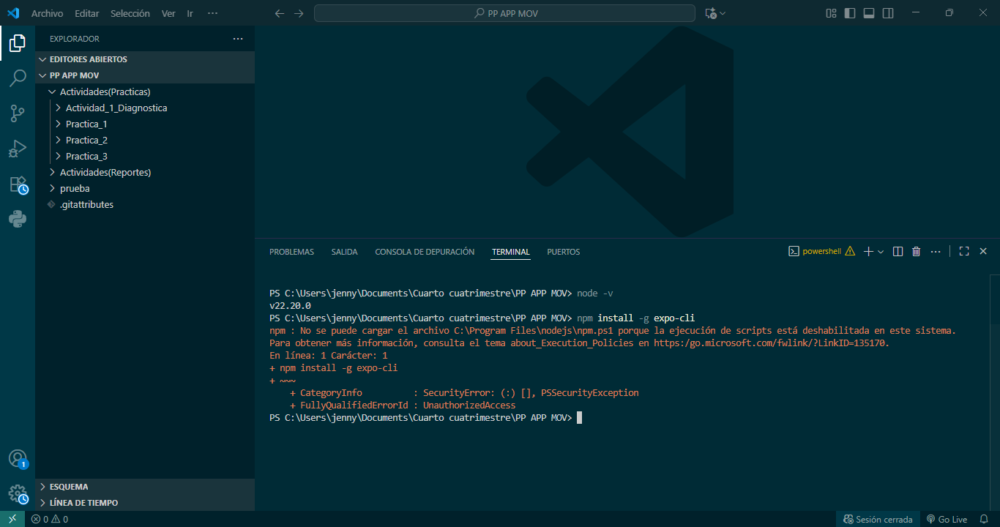 Archivo Editar Selección Ver Ir ··· PP APP MOV
EXPLORADOR ···
EDITORES ABIERTOS
PP APP MOV
Actividades(Practicas)
Actividad_1_Diagnostica
Practica_1
Practica_2
Practica_3
Actividades(Reportes)
prueba
.gitattributes
PROBLEMAS SALIDA CONSOLA DE DEPURACIÓN TERMINAL PUERTOS powershell
PS C:\Users\jenny\Documents\Cuarto cuatrimestre\PP APP MOV> node -v
v22.20.0
PS C:\Users\jenny\Documents\Cuarto cuatrimestre\PP APP MOV> npm install -g expo-cli
npm : No se puede cargar el archivo C:\Program Files\nodejs\npm.ps1 porque la ejecución de scripts está deshabilitada en este sistema.
Para obtener más información, consulta el tema about_Execution_Policies en https:/go.microsoft.com/fwlink/?LinkID=135170.
En línea: 1 Carácter: 1
+ npm install -g expo-cli
+ ~~~
+ CategoryInfo : SecurityError: (:) [], PSSecurityException
+ FullyQualifiedErrorId : UnauthorizedAccess
PS C:\Users\jenny\Documents\Cuarto cuatrimestre\PP APP MOV>
1
ESQUEMA
LÍNEA DE TIEMPO
0 0 Sesión cerrada Go Live